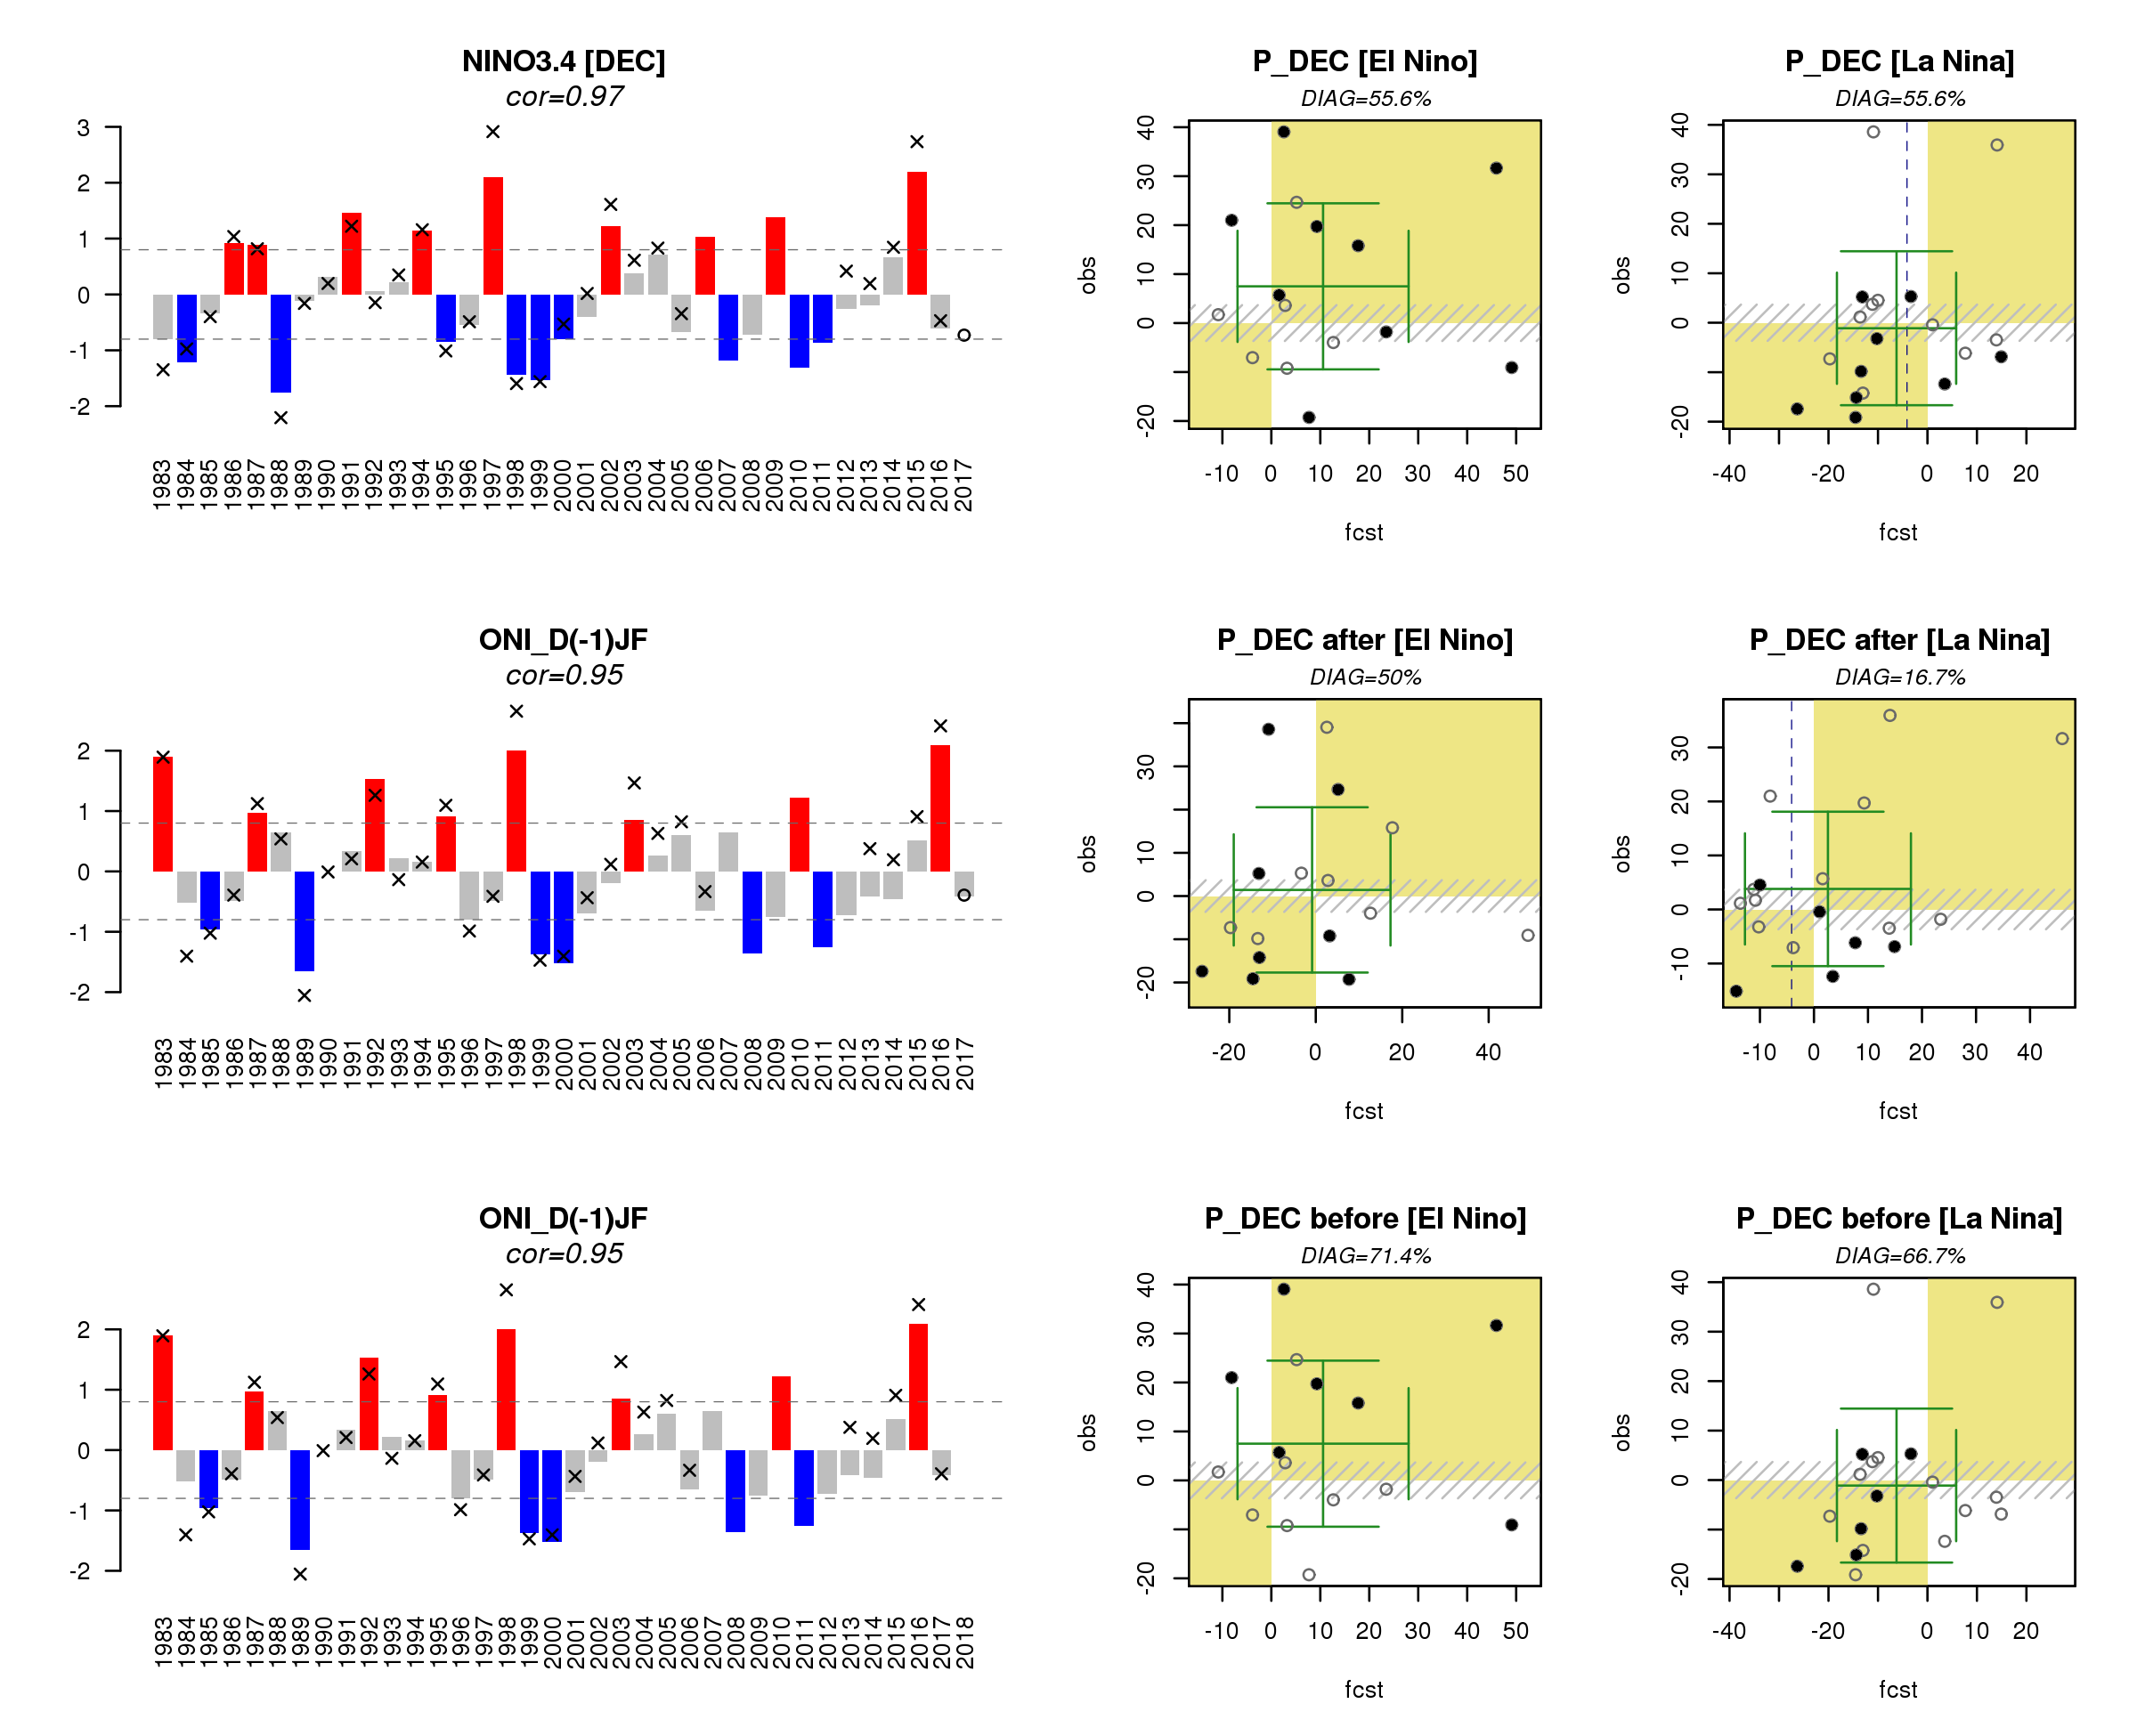 NINO3.4 [DEC]
cor=0.97
3
2
1
0
-1
-2
1983 1984 1985 1986 1987 1988 1989 1990 1991 1992 1993 1994 1995 1996 1997 1998 1999 2000 2001 2002 2003 2004 2005 2006 2007 2008 2009 2010 2011 2012 2013 2014 2015 2016 2017
P_DEC [El Nino]
DIAG=55.6%
obs
40
30
20
10
0
-20
-10 0 10 20 30 40 50
fcst
P_DEC [La Nina]
DIAG=55.6%
obs
40
30
20
10
0
-20
-40 -20 0 10 20
fcst
ONI_D(-1)JF
cor=0.95
2
1
0
-1
-2
1983 1984 1985 1986 1987 1988 1989 1990 1991 1992 1993 1994 1995 1996 1997 1998 1999 2000 2001 2002 2003 2004 2005 2006 2007 2008 2009 2010 2011 2012 2013 2014 2015 2016 2017
P_DEC after [El Nino]
DIAG=50%
obs
30
10
0
-20
-20 0 20 40
fcst
P_DEC after [La Nina]
DIAG=16.7%
obs
30
20
10
0
-10
-10 0 10 20 30 40
fcst
ONI_D(-1)JF
cor=0.95
2
1
0
-1
-2
1983 1984 1985 1986 1987 1988 1989 1990 1991 1992 1993 1994 1995 1996 1997 1998 1999 2000 2001 2002 2003 2004 2005 2006 2007 2008 2009 2010 2011 2012 2013 2014 2015 2016 2017 2018
P_DEC before [El Nino]
DIAG=71.4%
obs
40
30
20
10
0
-20
-10 0 10 20 30 40 50
fcst
P_DEC before [La Nina]
DIAG=66.7%
obs
40
30
20
10
0
-20
-40 -20 0 10 20
fcst